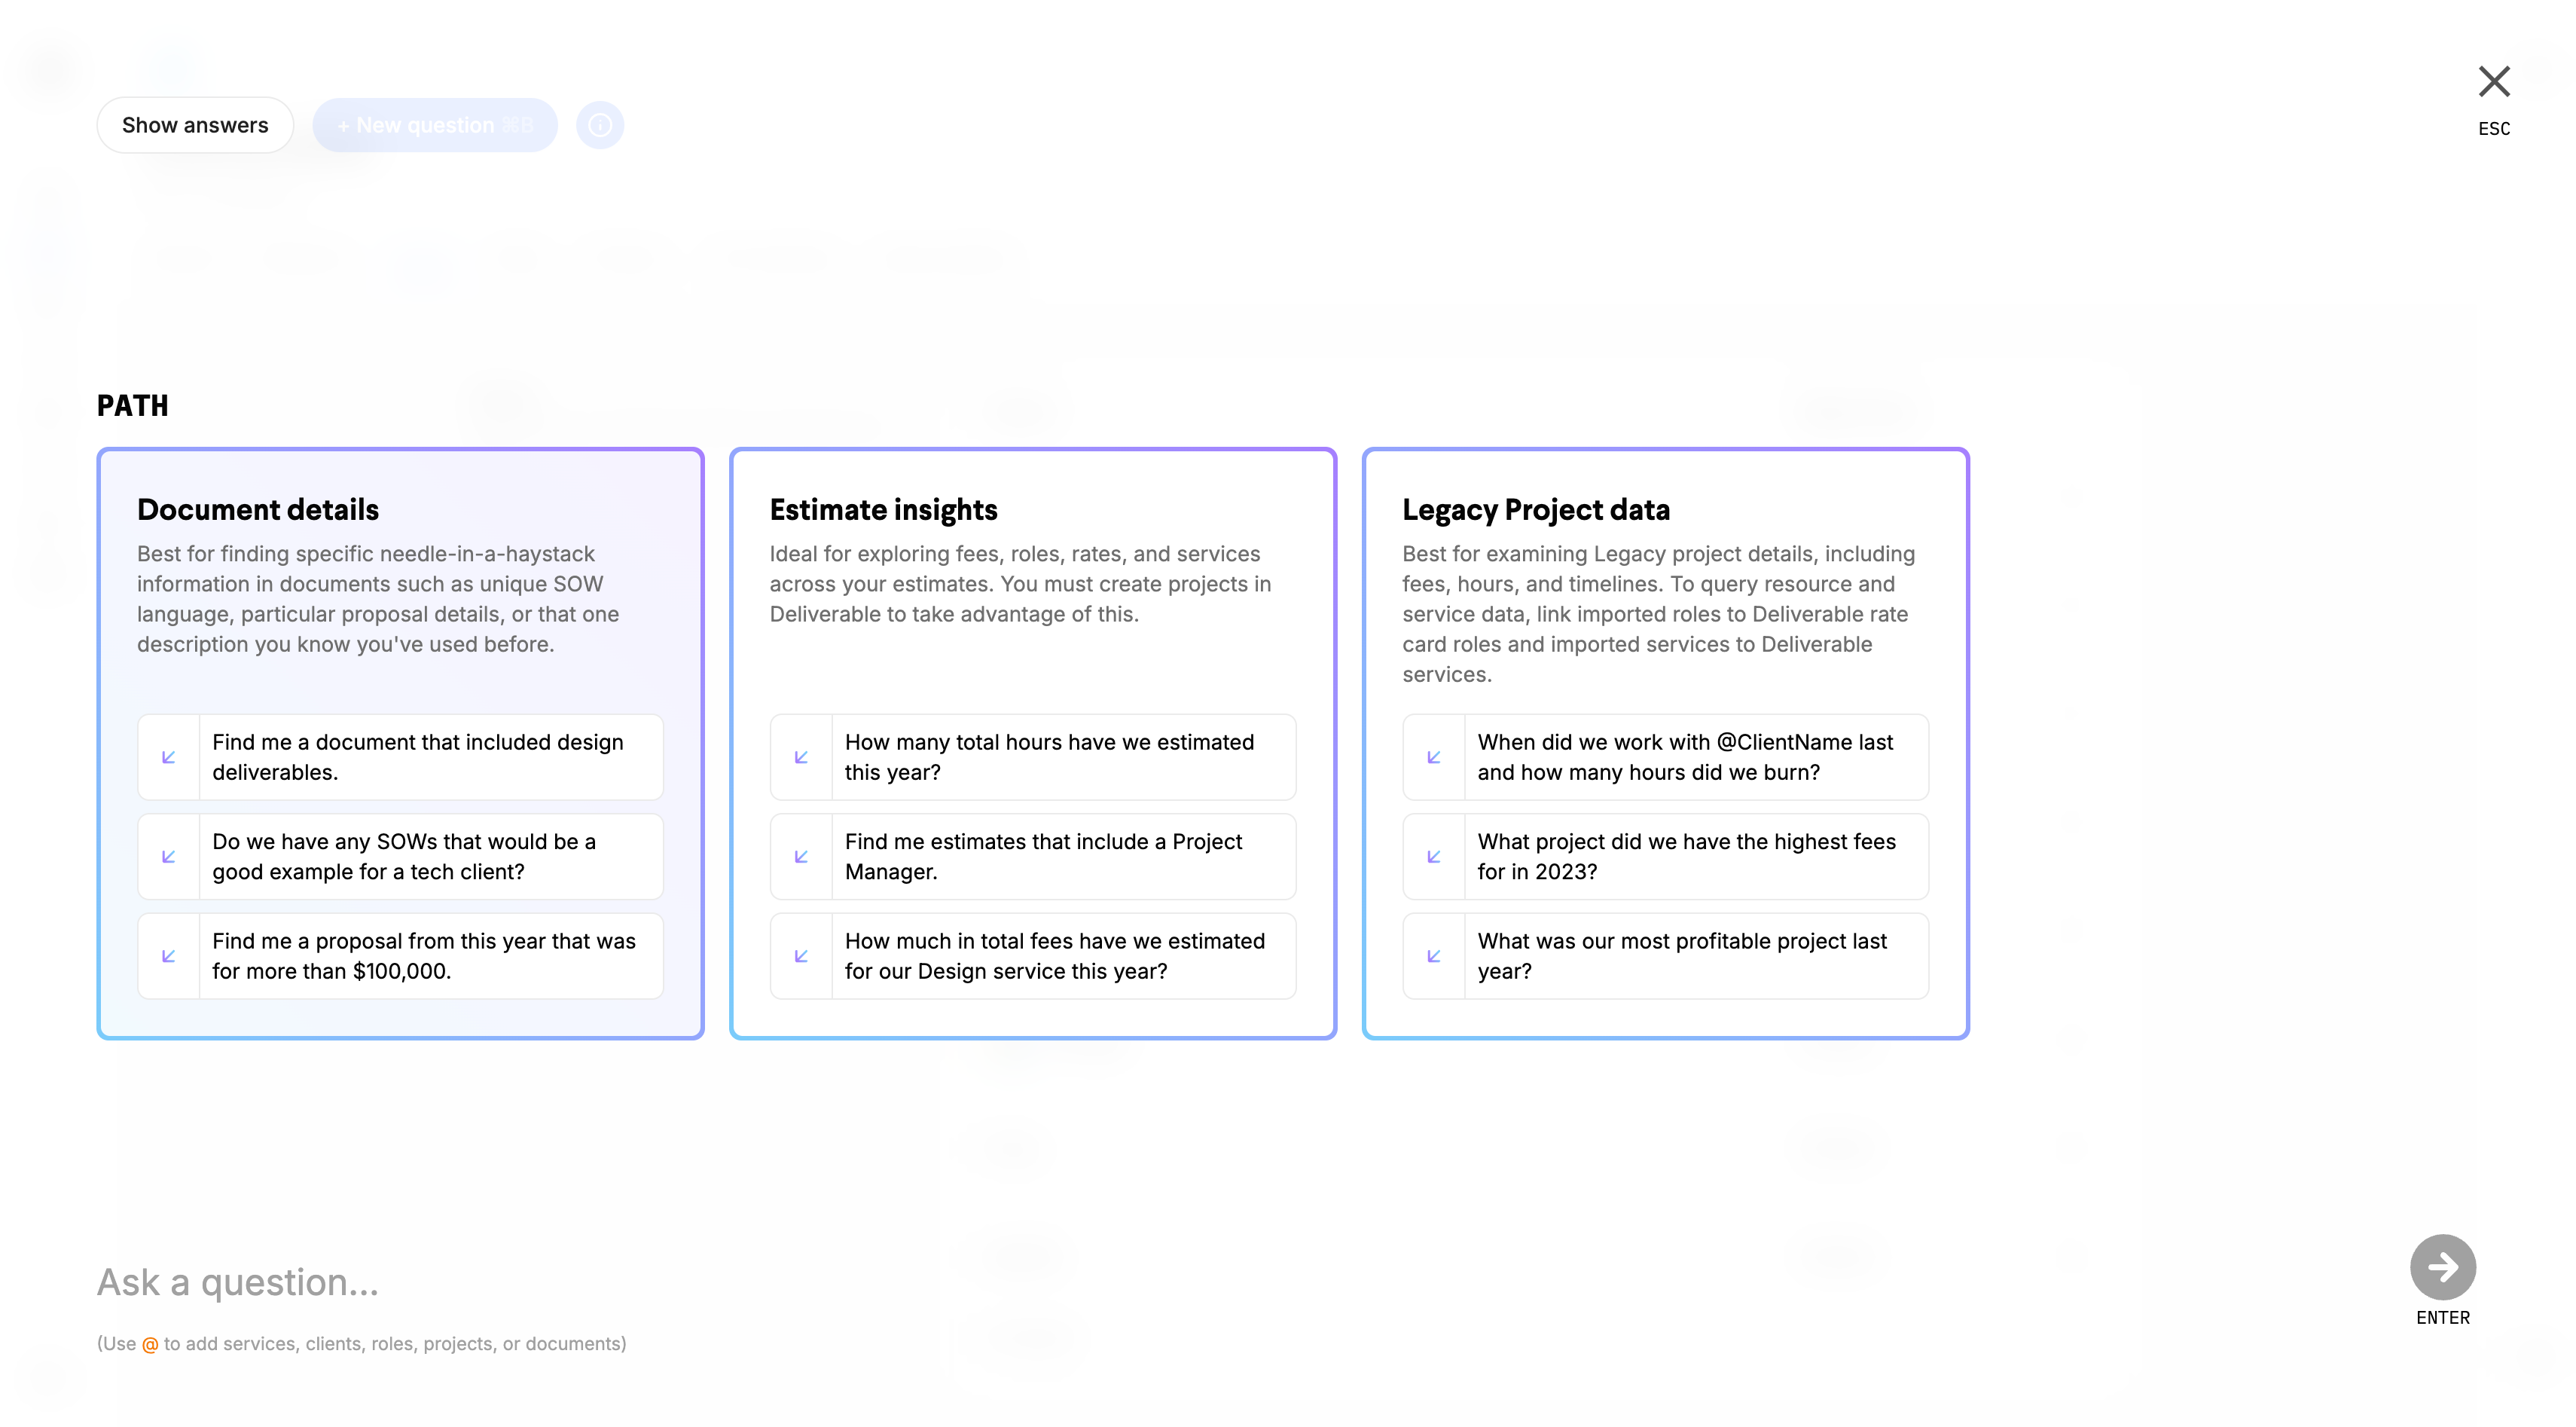 Show answers
+ New question ⌘B
ESC
PATH
Document details
Best for finding specific needle-in-a-haystack
information in documents such as unique SOW
language, particular proposal details, or that one
description you know you've used before.
Find me a document that included design
deliverables.
Do we have any SOWs that would be a
good example for a tech client?
Find me a proposal from this year that was
for more than $100,000.
Estimate insights
Ideal for exploring fees, roles, rates, and services
across your estimates. You must create projects in
Deliverable to take advantage of this.
How many total hours have we estimated
this year?
Find me estimates that include a Project
Manager.
How much in total fees have we estimated
for our Design service this year?
Legacy Project data
Best for examining Legacy project details, including
fees, hours, and timelines. To query resource and
service data, link imported roles to Deliverable rate
card roles and imported services to Deliverable
services.
When did we work with @ClientName last
and how many hours did we burn?
What project did we have the highest fees
for in 2023?
What was our most profitable project last
year?
Ask a question...
(Use @ to add services, clients, roles, projects, or documents)
ENTER